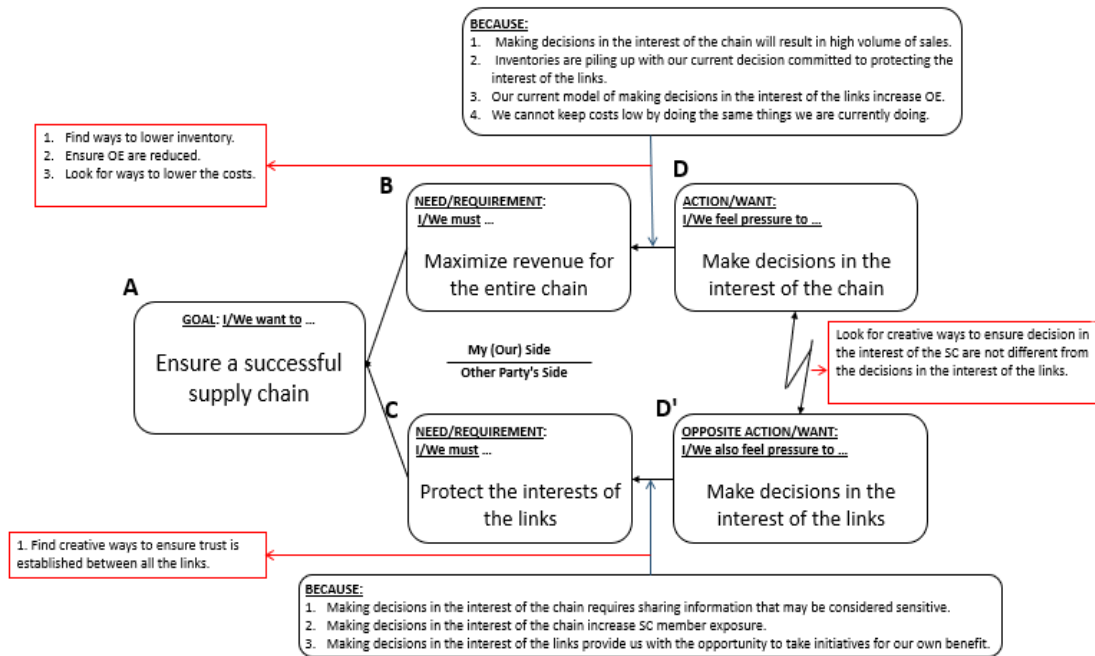 BECAUSE:
1. Making decisions in the interest of the chain will result in high volume of sales.
2. Inventories are piling up with our current decision committed to protecting the
interest of the links.
3. Our current model of making decisions in the interest of the links increase OE.
4. We cannot keep costs low by doing the same things we are currently doing.
1. Find ways to lower inventory.
2. Ensure OE are reduced.
3. Look for ways to lower the costs.
B
NEED/REQUIREMENT:
I/We must ...
Maximize revenue for
the entire chain
D
ACTION/WANT:
I/We feel pressure to ...
Make decisions in the
interest of the chain
A
GOAL: I/We want to ...
Ensure a successful
supply chain
My (Our) Side
Other Party's Side
Look for creative ways to ensure decision in
the interest of the SC are not different from
the decisions in the interest of the links.
C
NEED/REQUIREMENT:
I/We must ...
Protect the interests of
the links
D'
OPPOSITE ACTION/WANT:
I/We also feel pressure to ...
Make decisions in the
interest of the links
1. Find creative ways to ensure trust is
established between all the links.
BECAUSE:
1. Making decisions in the interest of the chain requires sharing information that may be considered sensitive.
2. Making decisions in the interest of the chain increase SC member exposure.
3. Making decisions in the interest of the links provide us with the opportunity to take initiatives for our own benefit.